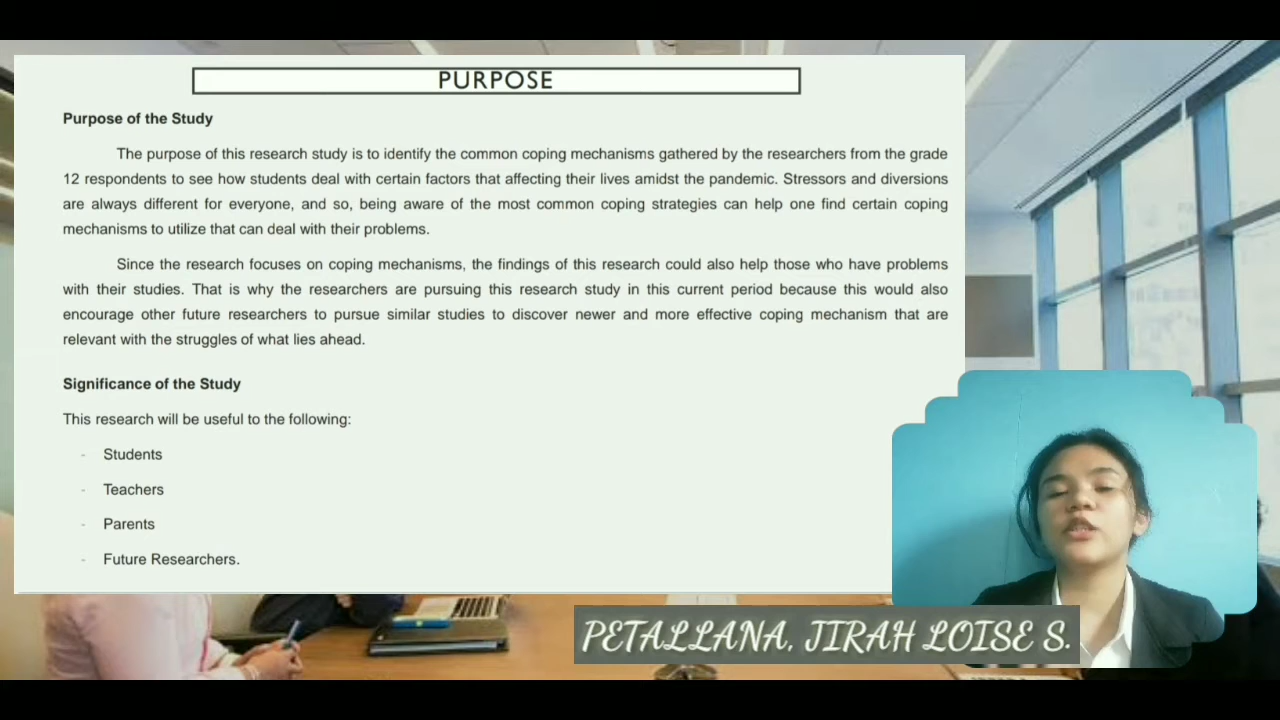 PURPOSE
Purpose of the Study
The purpose of this research study is to identify the common coping mechanisms gathered by the researchers from the grade
12 respondents to see how students deal with certain factors that affecting their lives amidst the pandemic. Stressors and diversions
are always different for everyone, and so, being aware of the most common coping strategies can help one find certain coping
mechanisms to utilize that can deal with their problems.
Since the research focuses on coping mechanisms, the findings of this research could also help those who have problems
with their studies. That is why the researchers are pursuing this research study in this current period because this would also
encourage other future researchers to pursue similar studies to discover newer and more effective coping mechanism that are
relevant with the struggles of what lies ahead.
Significance of the Study
This research will be useful to the following:
- Students
- Teachers
- Parents
- Future Researchers.
PETALLANA, JIRAH LOISE S.